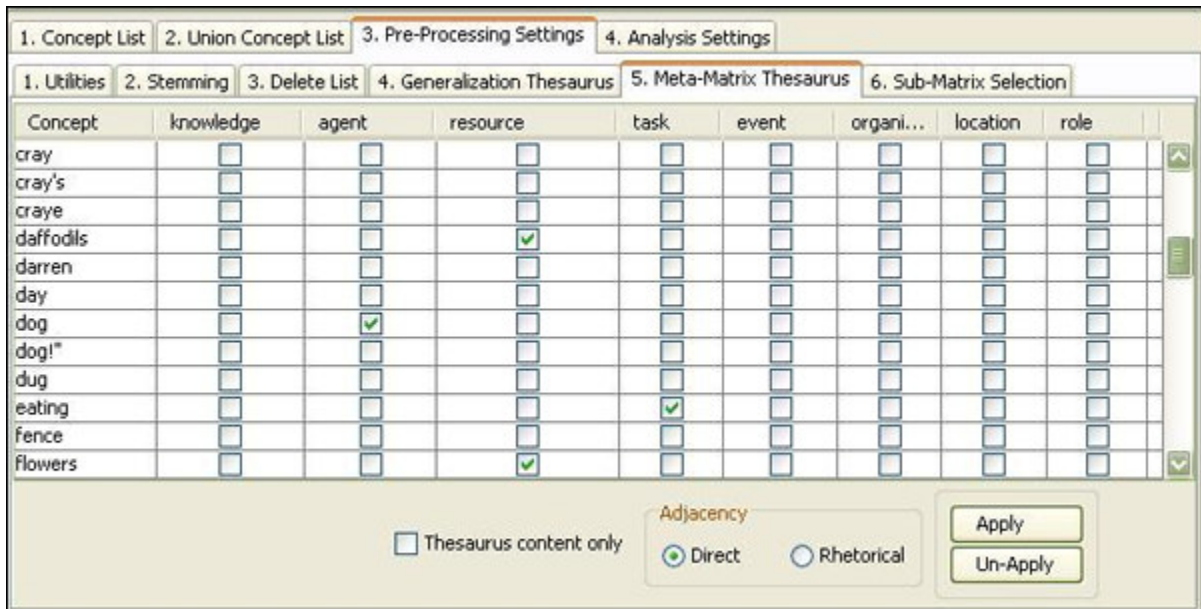 1. Concept List 2. Union Concept List 3. Pre-Processing Settings 4. Analysis Settings
1. Utilities 2. Stemming 3. Delete List 4. Generalization Thesaurus 5. Meta-Matrix Thesaurus 6. Sub-Matrix Selection
Concept knowledge agent resource task event organi... location role
cray
cray's
craye
daffodils
darren
day
dog
dog!"
dug
eating
fence
flowers
Thesaurus content only
Adjacency
Direct Rhetorical
Apply
Un-Apply